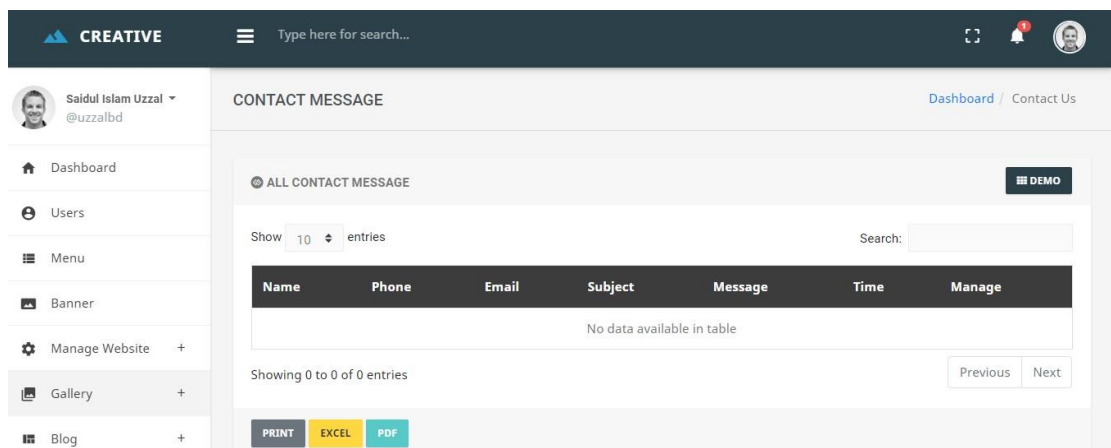 CREATIVE
Type here for search...
1
Saidul Islam Uzzal
@uzzalbd
Dashboard
Users
Menu
Banner
Manage Website +
Gallery +
Blog +
CONTACT MESSAGE
Dashboard / Contact Us
ALL CONTACT MESSAGE
DEMO
Show 10 entries
Search:
Name Phone Email Subject Message Time Manage
No data available in table
Showing 0 to 0 of 0 entries
Previous Next
PRINT EXCEL PDF